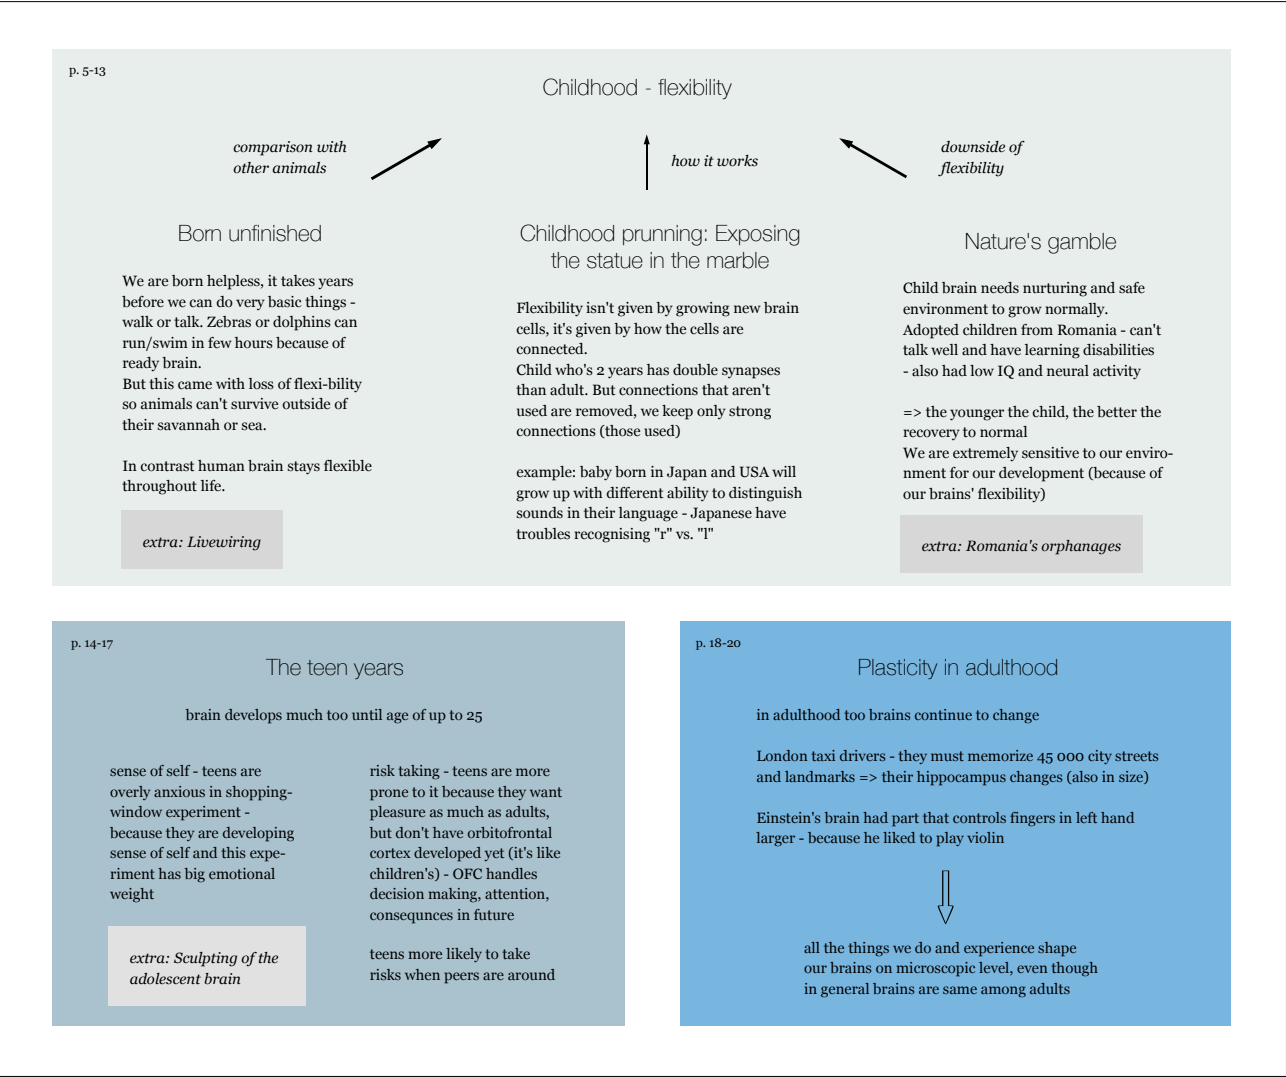 p. 5-13
Childhood - flexibility
comparison with
other animals
how it works
downside of
flexibility
Born unfinished
We are born helpless, it takes years
before we can do very basic things -
walk or talk. Zebras or dolphins can
run/swim in few hours because of
ready brain.
But this came with loss of flexi-bility
so animals can't survive outside of
their savannah or sea.
In contrast human brain stays flexible
throughout life.
extra: Livewiring
Childhood prunning: Exposing
the statue in the marble
Flexibility isn't given by growing new brain
cells, it's given by how the cells are
connected.
Child who's 2 years has double synapses
than adult. But connections that aren't
used are removed, we keep only strong
connections (those used)
example: baby born in Japan and USA will
grow up with different ability to distinguish
sounds in their language - Japanese have
troubles recognising "r" vs. "l"
Nature's gamble
Child brain needs nurturing and safe
environment to grow normally.
Adopted children from Romania - can't
talk well and have learning disabilities
- also had low IQ and neural activity
=> the younger the child, the better the
recovery to normal
We are extremely sensitive to our enviro-
nment for our development (because of
our brains' flexibility)
extra: Romania's orphanages
p. 14-17
The teen years
brain develops much too until age of up to 25
sense of self - teens are
overly anxious in shopping-
window experiment -
because they are developing
sense of self and this expe-
riment has big emotional
weight
extra: Sculpting of the
adolescent brain
risk taking - teens are more
prone to it because they want
pleasure as much as adults,
but don't have orbitofrontal
cortex developed yet (it's like
children's) - OFC handles
decision making, attention,
consequnces in future
teens more likely to take
risks when peers are around
p. 18-20
Plasticity in adulthood
in adulthood too brains continue to change
London taxi drivers - they must memorize 45 000 city streets
and landmarks => their hippocampus changes (also in size)
Einstein's brain had part that controls fingers in left hand
larger - because he liked to play violin
all the things we do and experience shape
our brains on microscopic level, even though
in general brains are same among adults